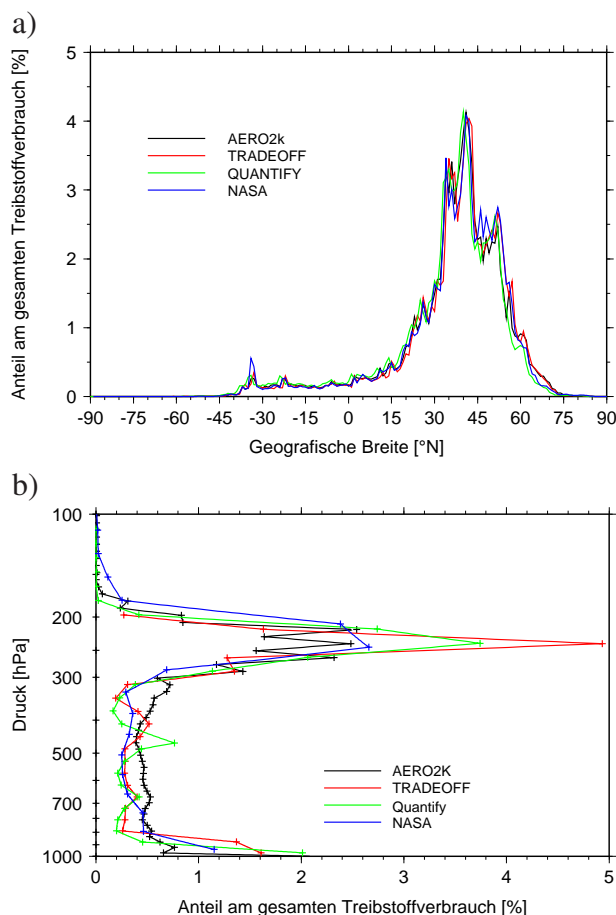 a)
Anteil am gesamten Treibstoffverbrauch [%]
5
4
3
2
1
0
AERO2k
TRADEOFF
QUANTIFY
NASA
-90 -75 -60 -45 -30 -15 0 15 30 45 60 75 90
Geografische Breite [°N]
b)
Druck [hPa]
100
200
300
500
700
1000
AERO2K
TRADEOFF
Quantify
NASA
0 1 2 3 4 5
Anteil am gesamten Treibstoffverbrauch [%]